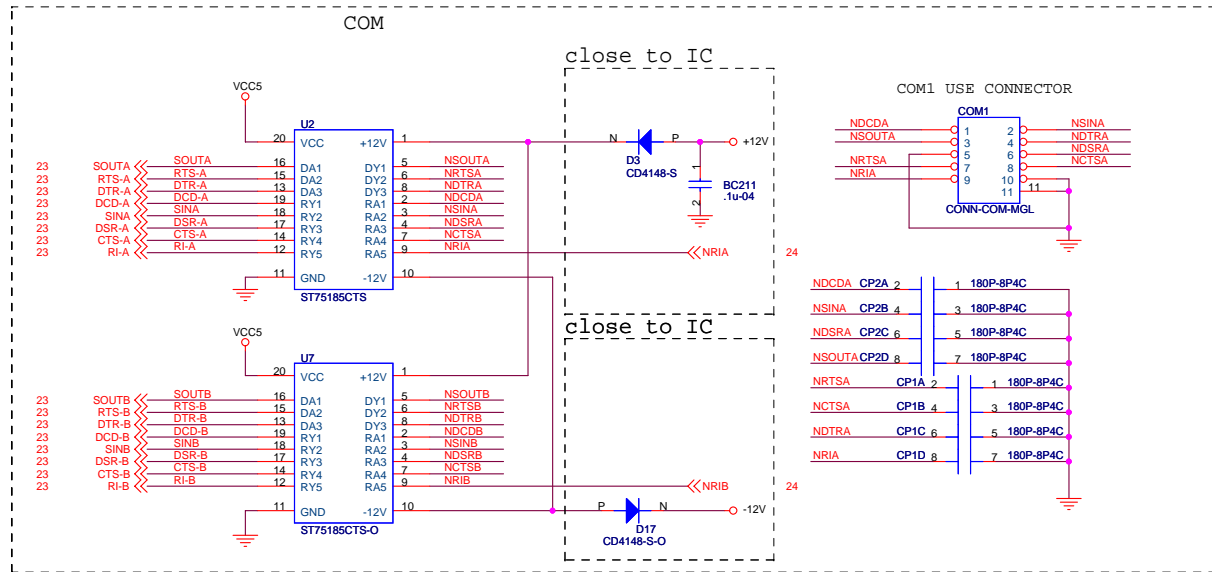 COM
close to IC
COM1 USE CONNECTOR
VCC5
U2
20 VCC +12V 1
23 SOUTA SOUTA 16 DA1 DY1 5 NSOUTA
23 RTS-A RTS-A 15 DA2 DY2 6 NRTSA
23 DTR-A DTR-A 13 DA3 DY3 8 NDTRA
23 DCD-A DCD-A 19 RY1 RA1 2 NDCDA
23 SINA SINA 18 RY2 RA2 3 NSINA
23 DSR-A DSR-A 17 RY3 RA3 4 NDSRA
23 CTS-A CTS-A 14 RY4 RA4 7 NCTSA
23 RI-A RI-A 12 RY5 RA5 9 NRIA
11 GND -12V 10
ST75185CTS
N P +12V
D3
CD4148-S
1
BC211
.1u-04
2
NRIA 24
COM1
NDCDA 1 2 NSINA
NSOUTA 3 4 NDTRA
5 6 NDSRA
NRTSA 7 8 NCTSA
NRIA 9 10
11 11
CONN-COM-MGL
NDCDA CP2A 2 1 180P-8P4C
NSINA CP2B 4 3 180P-8P4C
NDSRA CP2C 6 5 180P-8P4C
NSOUTA CP2D 8 7 180P-8P4C
NRTSA CP1A 2 1 180P-8P4C
NCTSA CP1B 4 3 180P-8P4C
NDTRA CP1C 6 5 180P-8P4C
NRIA CP1D 8 7 180P-8P4C
close to IC
VCC5
U7
20 VCC +12V 1
23 SOUTB SOUTB 16 DA1 DY1 5 NSOUTB
23 RTS-B RTS-B 15 DA2 DY2 6 NRTSB
23 DTR-B DTR-B 13 DA3 DY3 8 NDTRB
23 DCD-B DCD-B 19 RY1 RA1 2 NDCDB
23 SINB SINB 18 RY2 RA2 3 NSINB
23 DSR-B DSR-B 17 RY3 RA3 4 NDSRB
23 CTS-B CTS-B 14 RY4 RA4 7 NCTSB
23 RI-B RI-B 12 RY5 RA5 9 NRIB
11 GND -12V 10
ST75185CTS-O
NRIB 24
P N -12V
D17
CD4148-S-O